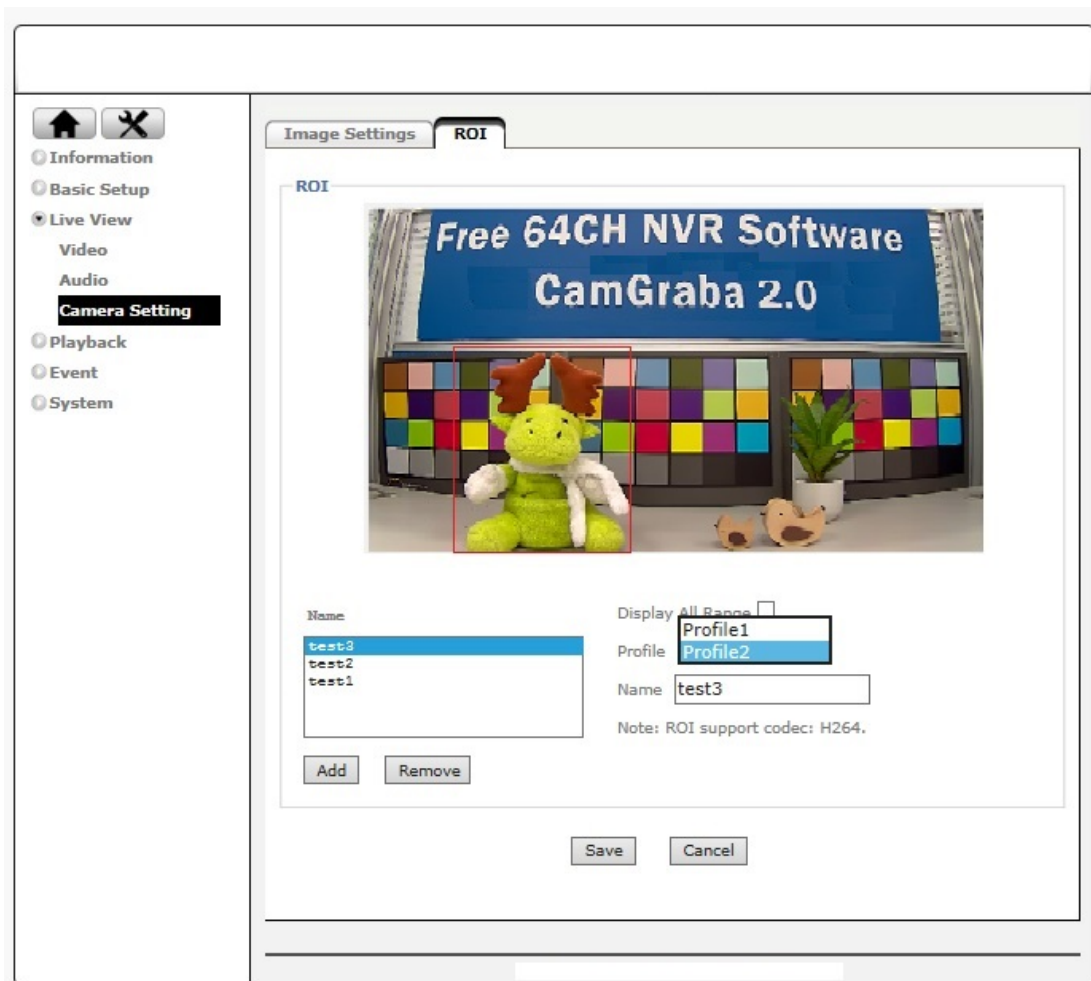 Image Settings
ROI
Information
Basic Setup
Live View
Video
Audio
Camera Setting
Playback
Event
System
ROI
Free 64CH NVR Software
CamGraba 2.0
Name
test3
test2
test1
Add
Remove
Display All Range
Profile
Profile1
Profile2
Name
test3
Note: ROI support codec: H264.
Save
Cancel